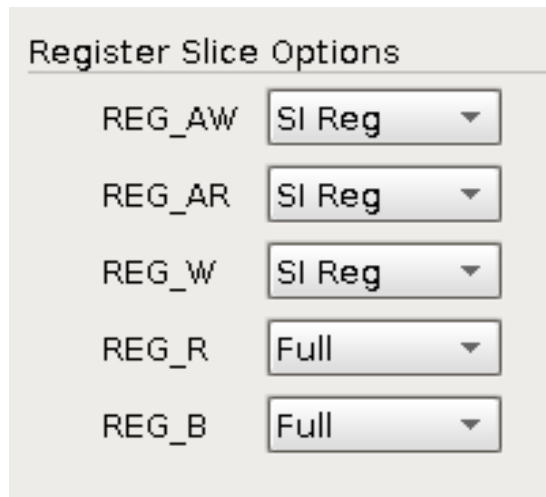 Register Slice Options
REG_AW SI Reg
REG_AR SI Reg
REG_W SI Reg
REG_R Full
REG_B Full